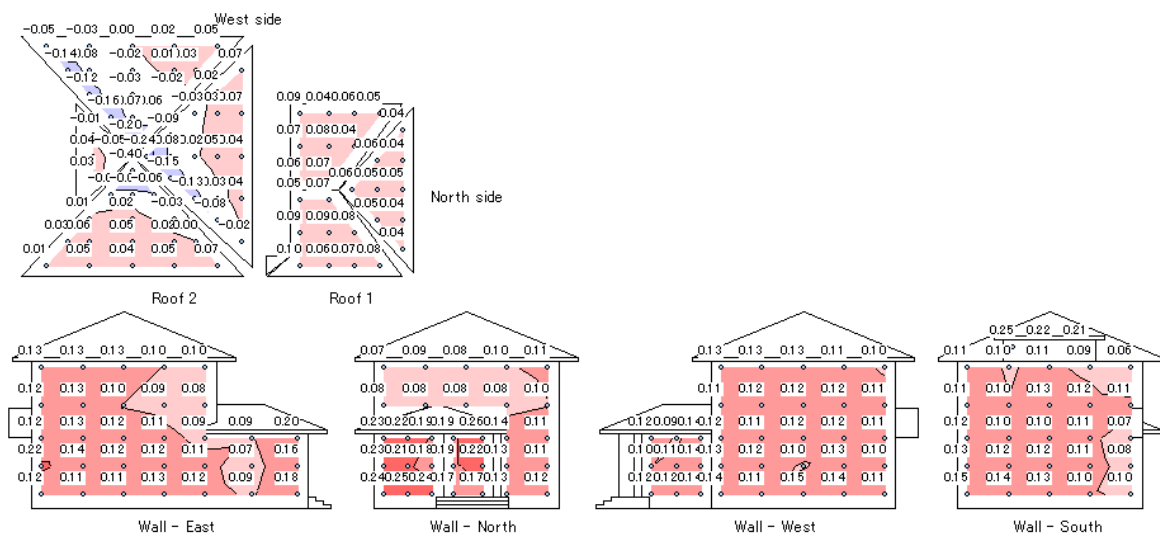 West side
-0.05 -0.03 0.00 0.02 0.05
-0.14 0.08 -0.02 0.01 0.03 0.07
-0.12 -0.03 -0.02 0.02
-0.16 0.07 0.06 -0.03 0.03 0.07
-0.01 -0.20 -0.09
0.04 -0.05 -0.24 0.08 0.02 0.05 0.04
0.03 -0.40 -0.15
-0.06 -0.13 0.03 0.04
0.01 0.02 -0.03 -0.08
0.03 0.06 0.05 0.02 0.00 -0.02
0.01 0.05 0.04 0.05 0.07
Roof 2
0.09 0.04 0.06 0.05
0.04
0.07 0.08 0.04
0.06 0.04
0.06 0.07
0.06 0.05 0.05
0.05 0.07
0.05 0.04
0.09 0.09 0.08
0.04
0.10 0.06 0.07 0.08
North side
Roof 1
0.13 0.13 0.13 0.10 0.10
0.12 0.13 0.10 0.09 0.08
0.12 0.13 0.12 0.11 0.09 0.09 0.20
0.22 0.14 0.12 0.12 0.11 0.07 0.16
0.12 0.11 0.13 0.13 0.12 0.09 0.18
Wall - East
0.07 0.09 0.08 0.10 0.11
0.08 0.08 0.08 0.08 0.10
0.23 0.22 0.19 0.19 0.26 0.14 0.11
0.23 0.21 0.18 0.19 0.22 0.13 0.11
0.24 0.25 0.24 0.17 0.17 0.13 0.12
Wall - North
0.13 0.13 0.13 0.11 0.10
0.11 0.12 0.12 0.12 0.11
0.12 0.09 0.14 0.11 0.12 0.10 0.12 0.11
0.10 0.11 0.14 0.11 0.12 0.12 0.12 0.11
0.14 0.12 0.14 0.11 0.11 0.15 0.12 0.11
Wall - West
0.25 0.22 0.21
0.11 0.10 0.11 0.09 0.06
0.11 0.10 0.13 0.12 0.11
0.12 0.11 0.12 0.11 0.07
0.13 0.12 0.12 0.11 0.08
0.15 0.14 0.13 0.13 0.10
Wall - South